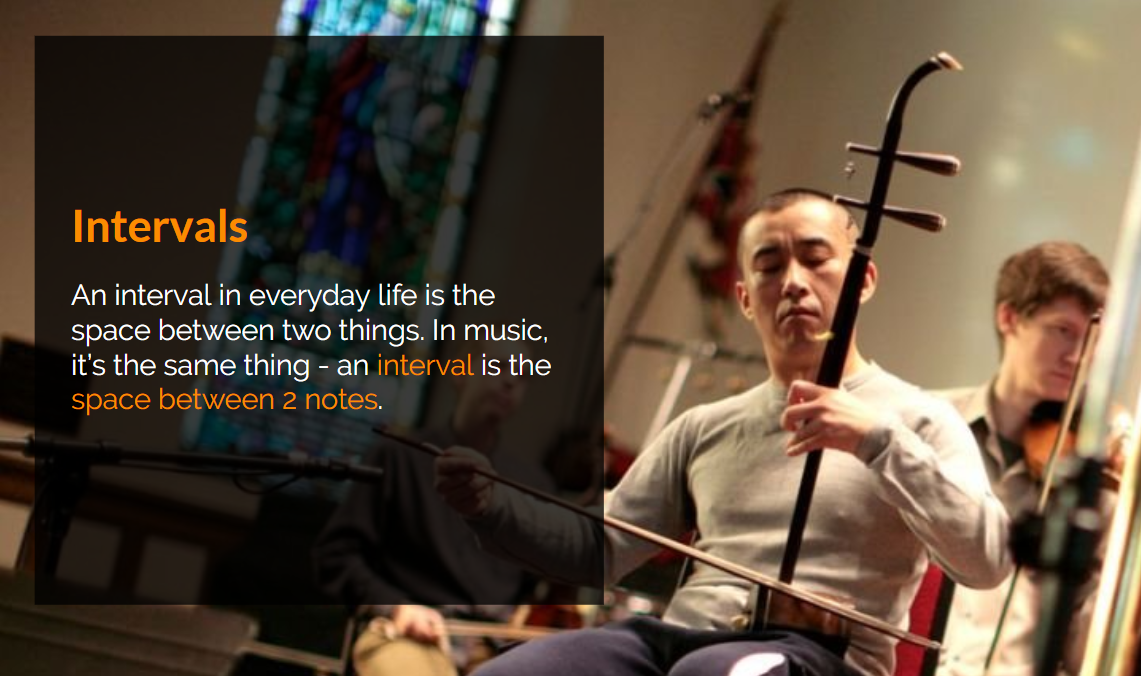 Intervals
An interval in everyday life is the
space between two things. In music,
it's the same thing - an interval is the
space between 2 notes.